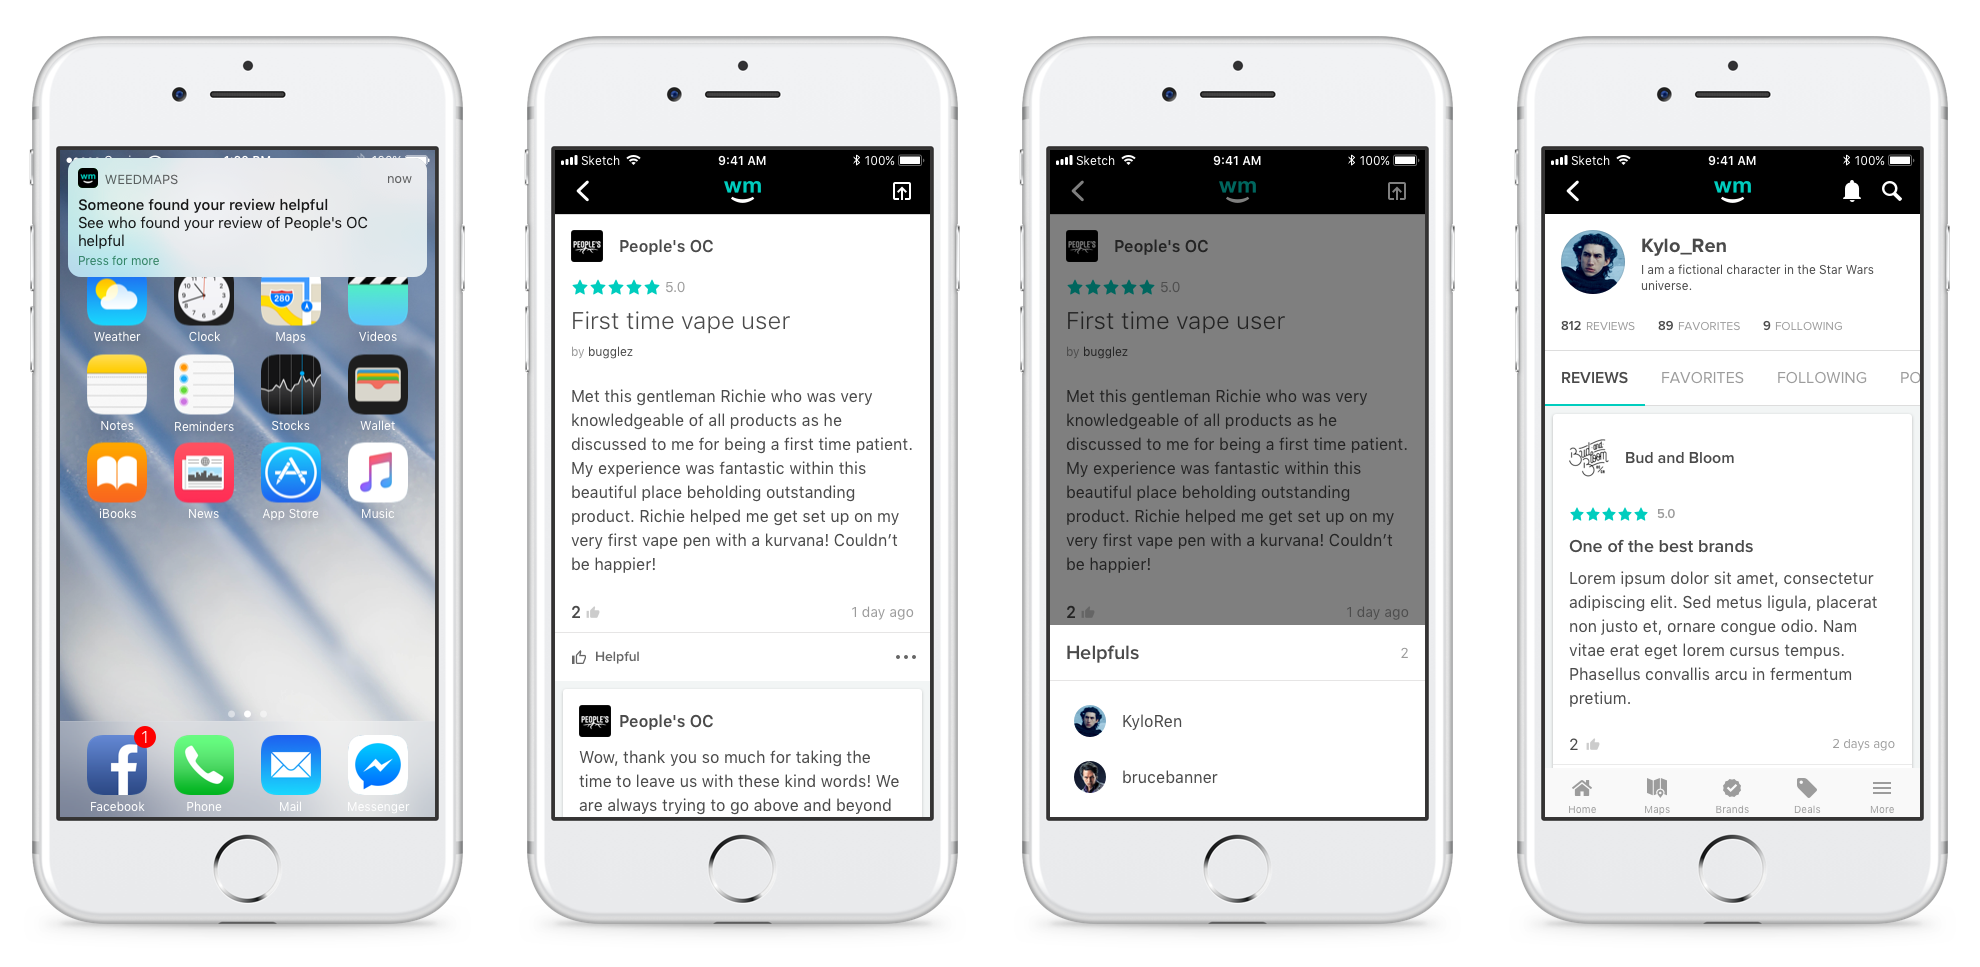 wm
WEEDMAPS
now
Someone found your review helpful
See who found your review of People's OC
helpful
Press for more
Weather
Clock
280
Maps
Videos
Notes
Reminders
Stocks
Wallet
iBooks
News
App Store
Music
1
Facebook
Phone
Mail
Messenger
Sketch
9:41 AM
100%
wm
PEOPLE'S
People's OC
5.0
First time vape user
by bugglez
Met this gentleman Richie who was very
knowledgeable of all products as he
discussed to me for being a first time patient.
My experience was fantastic within this
beautiful place beholding outstanding
product. Richie helped me get set up on my
very first vape pen with a kurvana! Couldn’t
be happier!
2
1 day ago
Helpful
PEOPLE'S
People's OC
Wow, thank you so much for taking the
time to leave us with these kind words! We
are always trying to go above and beyond
Sketch
9:41 AM
100%
wm
PEOPLE'S
People's OC
5.0
First time vape user
by bugglez
Met this gentleman Richie who was very
knowledgeable of all products as he
discussed to me for being a first time patient.
My experience was fantastic within this
beautiful place beholding outstanding
product. Richie helped me get set up on my
very first vape pen with a kurvana! Couldn’t
be happier!
2
1 day ago
Helpfuls
2
KyloRen
brucebanner
Sketch
9:41 AM
100%
wm
Kylo_Ren
I am a fictional character in the Star Wars
universe.
812 REVIEWS
89 FAVORITES
9 FOLLOWING
REVIEWS
FAVORITES
FOLLOWING
PO
Bud and Bloom
Bud and Bloom
5.0
One of the best brands
Lorem ipsum dolor sit amet, consectetur
adipiscing elit. Sed metus ligula, placerat
non justo et, ornare congue odio. Nam
vitae erat eget lorem cursus tempus.
Phasellus convallis arcu in fermentum
pretium.
2
2 days ago
Home
Maps
Brands
Deals
More